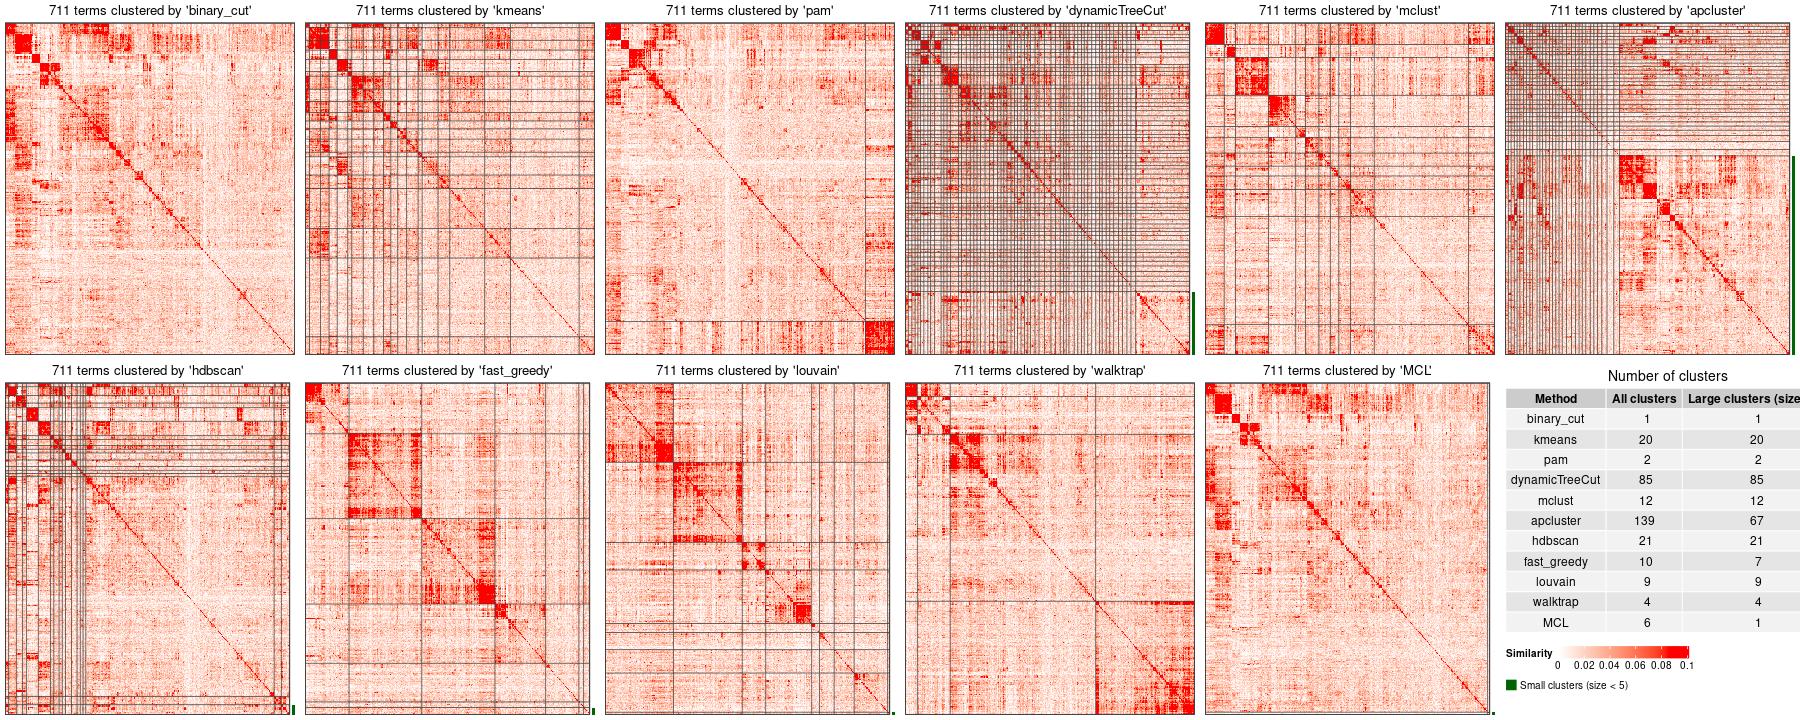 711 terms clustered by 'binary_cut'
711 terms clustered by 'kmeans'
711 terms clustered by 'pam'
711 terms clustered by 'dynamicTreeCut'
711 terms clustered by 'mclust'
711 terms clustered by 'apcluster'
711 terms clustered by 'hdbscan'
711 terms clustered by 'fast_greedy'
711 terms clustered by 'louvain'
711 terms clustered by 'walktrap'
711 terms clustered by 'MCL'
Number of clusters
Method All clusters Large clusters (size
binary_cut 1 1
kmeans 20 20
pam 2 2
dynamicTreeCut 85 85
mclust 12 12
apcluster 139 67
hdbscan 21 21
fast_greedy 10 7
louvain 9 9
walktrap 4 4
MCL 6 1
Similarity
0 0.02 0.04 0.06 0.08 0.1
Small clusters (size < 5)